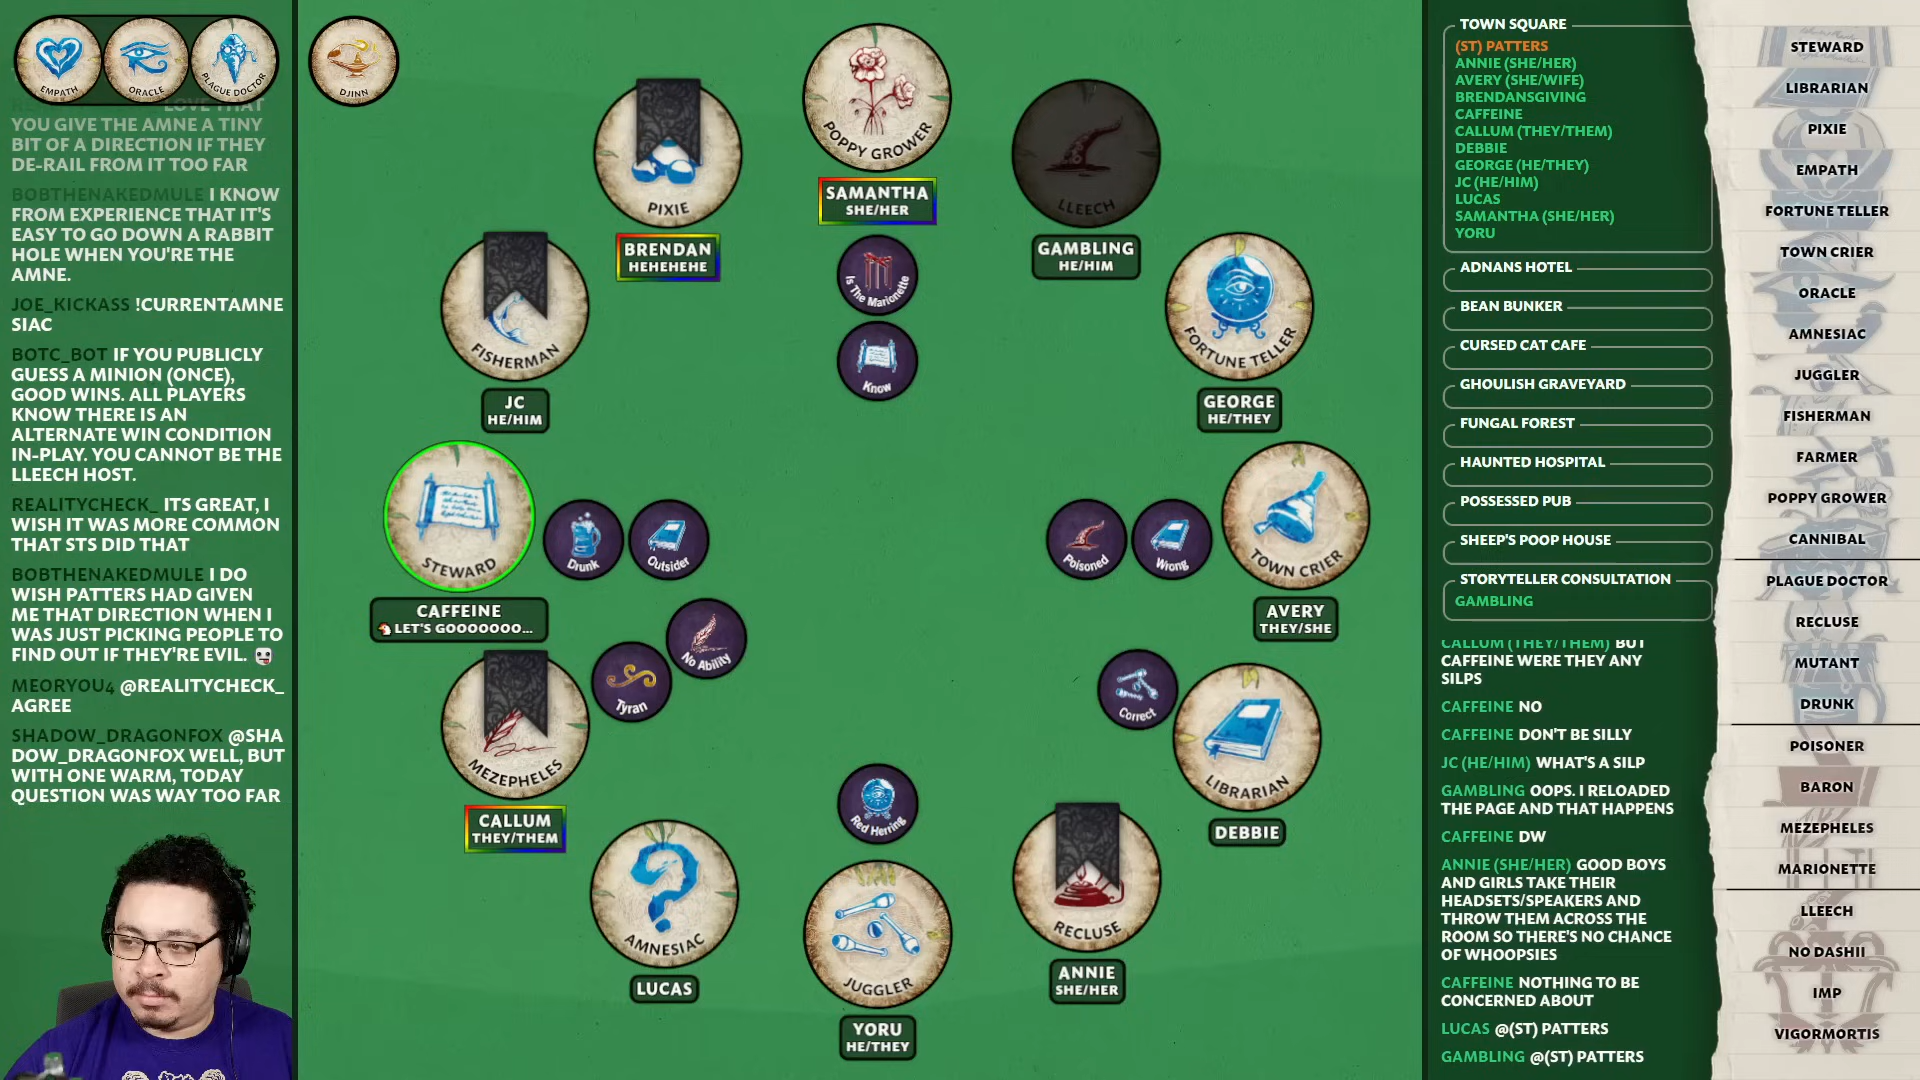 EMPATH
ORACLE
PLAGUE DOCTOR
DJINN
LOVE THAT
YOU GIVE THE AMNE A TINY
BIT OF A DIRECTION IF THEY
DE-RAIL FROM IT TOO FAR
BOBTHENAKEDMULE I KNOW
FROM EXPERIENCE THAT IT'S
EASY TO GO DOWN A RABBIT
HOLE WHEN YOU'RE THE
AMNE.
JOE_KICKASS !CURRENTAMNE
SIAC
BOTC_BOT IF YOU PUBLICLY
GUESS A MINION (ONCE),
GOOD WINS. ALL PLAYERS
KNOW THERE IS AN
ALTERNATE WIN CONDITION
IN-PLAY. YOU CANNOT BE THE
LLEECH HOST.
REALITYCHECK_ ITS GREAT, I
WISH IT WAS MORE COMMON
THAT STS DID THAT
BOBTHENAKEDMULE I DO
WISH PATTERS HAD GIVEN
ME THAT DIRECTION WHEN I
WAS JUST PICKING PEOPLE TO
FIND OUT IF THEY'RE EVIL.
MEORYOU4 @REALITYCHECK_
AGREE
SHADOW_DRAGONFOX @SHA
DOW_DRAGONFOX WELL, BUT
WITH ONE WARM, TODAY
QUESTION WAS WAY TOO FAR
POPPY GROWER
SAMANTHA
SHE/HER
Is The Marionette
Know
LLEECH
GAMBLING
HE/HIM
FORTUNE TELLER
GEORGE
HE/THEY
TOWN CRIER
AVERY
THEY/SHE
Poisoned
Wrong
LIBRARIAN
DEBBIE
Correct
RECLUSE
ANNIE
SHE/HER
JUGGLER
YORU
HE/THEY
Red Herring
AMNESIAC
LUCAS
MEZEPHELES
CALLUM
THEY/THEM
Tyran
No Ability
STEWARD
CAFFEINE
LET'S GOOOOOOO...
Drunk
Outsider
FISHERMAN
JC
HE/HIM
PIXIE
BRENDAN
HEHEHEHE
TOWN SQUARE
(ST) PATTERS
ANNIE (SHE/HER)
AVERY (SHE/WIFE)
BRENDANSGIVING
CAFFEINE
CALLUM (THEY/THEM)
DEBBIE
GEORGE (HE/THEY)
JC (HE/HIM)
LUCAS
SAMANTHA (SHE/HER)
YORU
ADNANS HOTEL
BEAN BUNKER
CURSED CAT CAFE
GHOULISH GRAVEYARD
FUNGAL FOREST
HAUNTED HOSPITAL
POSSESSED PUB
SHEEP'S POOP HOUSE
STORYTELLER CONSULTATION
GAMBLING
CALLUM (THEY/THEM) BUT
CAFFEINE WERE THEY ANY
SILPS
CAFFEINE NO
CAFFEINE DON'T BE SILLY
JC (HE/HIM) WHAT'S A SILP
GAMBLING OOPS. I RELOADED
THE PAGE AND THAT HAPPENS
CAFFEINE DW
ANNIE (SHE/HER) GOOD BOYS
AND GIRLS TAKE THEIR
HEADSETS/SPEAKERS AND
THROW THEM ACROSS THE
ROOM SO THERE'S NO CHANCE
OF WHOOPSIES
CAFFEINE NOTHING TO BE
CONCERNED ABOUT
LUCAS @(ST) PATTERS
GAMBLING @(ST) PATTERS
STEWARD
LIBRARIAN
PIXIE
EMPATH
FORTUNE TELLER
TOWN CRIER
ORACLE
AMNESIAC
JUGGLER
FISHERMAN
FARMER
POPPY GROWER
CANNIBAL
PLAGUE DOCTOR
RECLUSE
MUTANT
DRUNK
POISONER
BARON
MEZEPHELES
MARIONETTE
LLEECH
NO DASHII
IMP
VIGORMORTIS